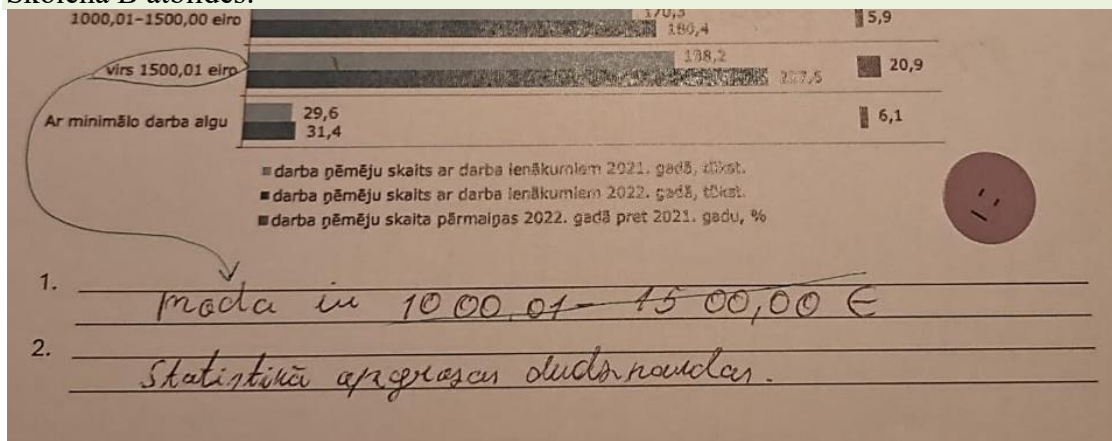 Skolēna B atbildes:
1000,01-1500,00 eiro
170,3
180,4
5,9
virs 1500,01 eiro
188,2
227,5
20,9
Ar minimālo darba algu
29,6
31,4
6,1
darba ņēmēju skaits ar darba ienākumiem 2021. gadā, tūkst.
darba ņēmēju skaits ar darba ienākumiem 2022. gadā, tūkst.
darba ņēmēju skaita pārmaiņas 2022. gadā pret 2021. gadu, %
1. moda ir 1000,01 - 1500,00 €
2. Statistikā apgrozas daudz naudas.